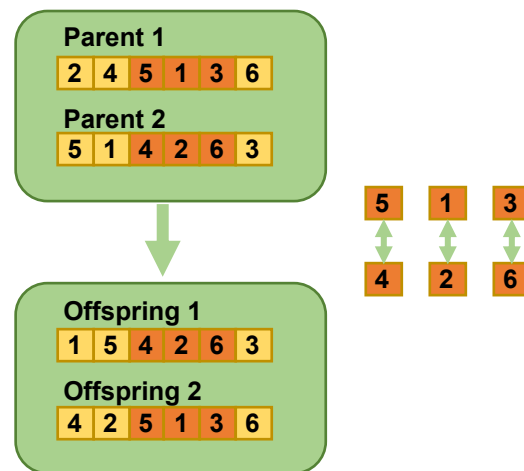 Parent 1
2 4 5 1 3 6
Parent 2
5 1 4 2 6 3
5 1 3
4 2 6
Offspring 1
1 5 4 2 6 3
Offspring 2
4 2 5 1 3 6